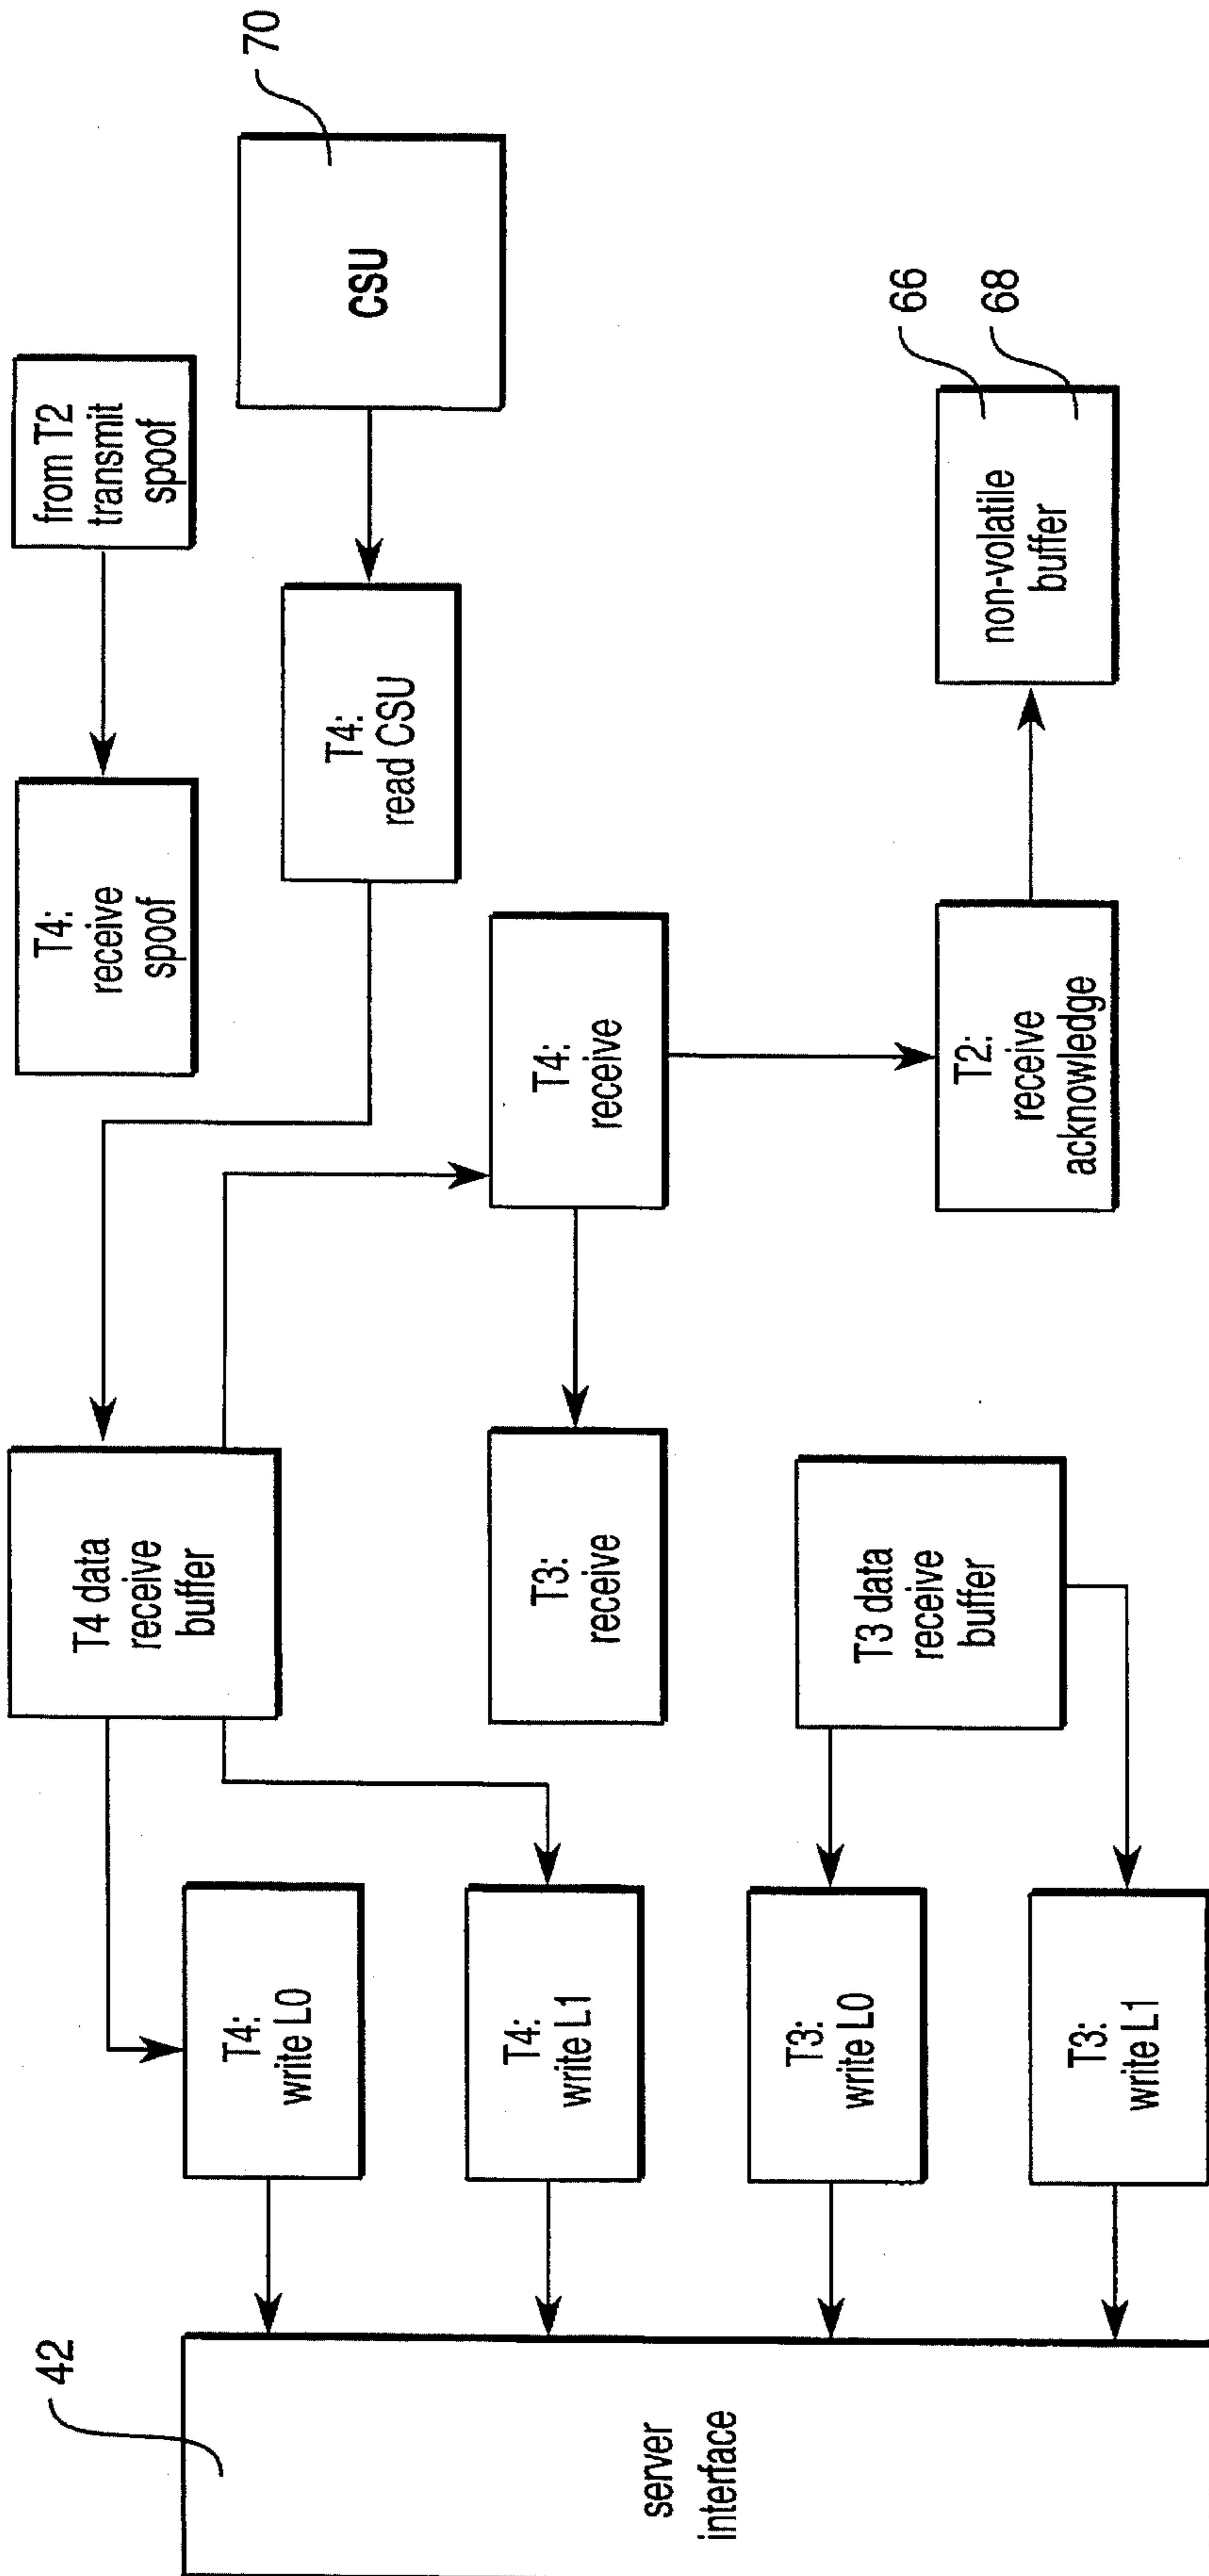 42
server
interface
T4:
write L0
T4:
write L1
T3:
write L0
T3:
write L1
T4 data
receive
buffer
T3:
receive
T3 data
receive
buffer
T4:
receive
spoof
from T2
transmit
spoof
T4:
read CSU
CSU
70
T4:
receive
T2:
receive
acknowledge
non-volatile
buffer
66
68